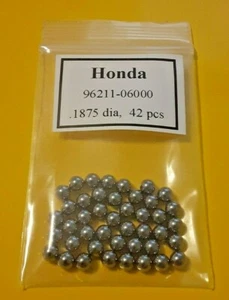 Honda
96211-06000
.1875 dia, 42 pcs